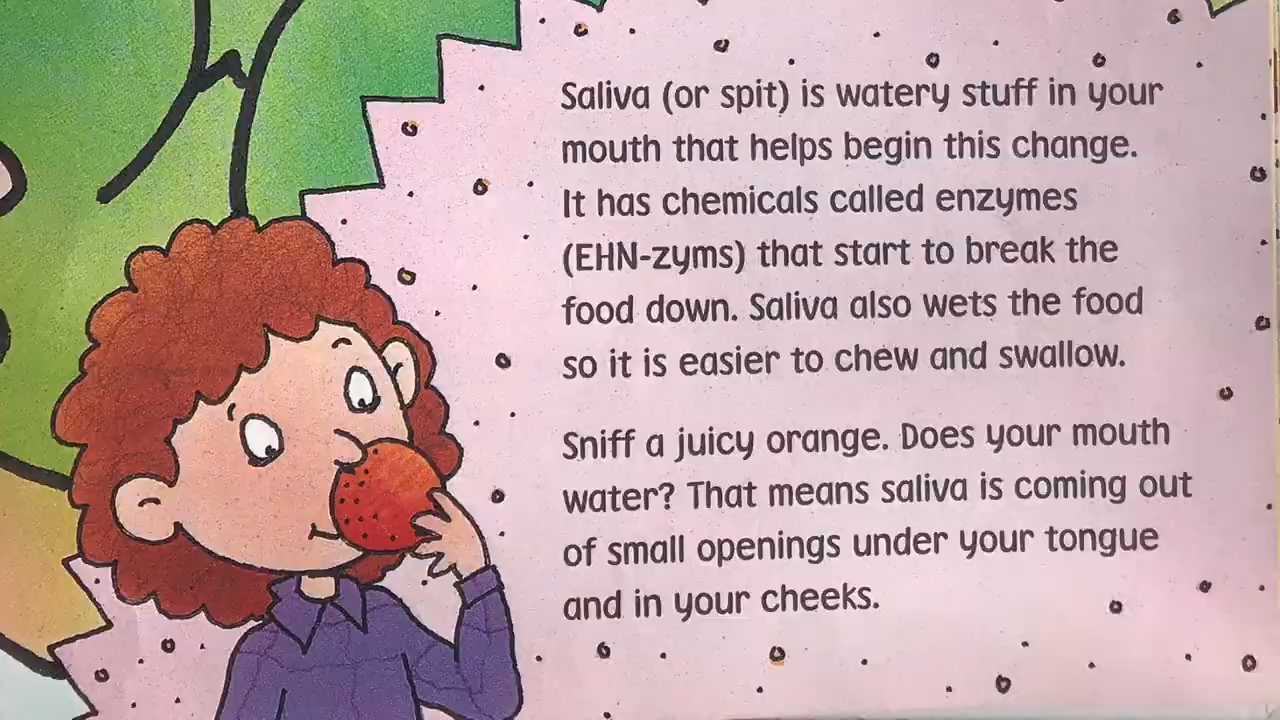 Saliva (or spit) is watery stuff in your
mouth that helps begin this change.
It has chemicals called enzymes
(EHN-zyms) that start to break the
food down. Saliva also wets the food
so it is easier to chew and swallow.
Sniff a juicy orange. Does your mouth
water? That means saliva is coming out
of small openings under your tongue
and in your cheeks.